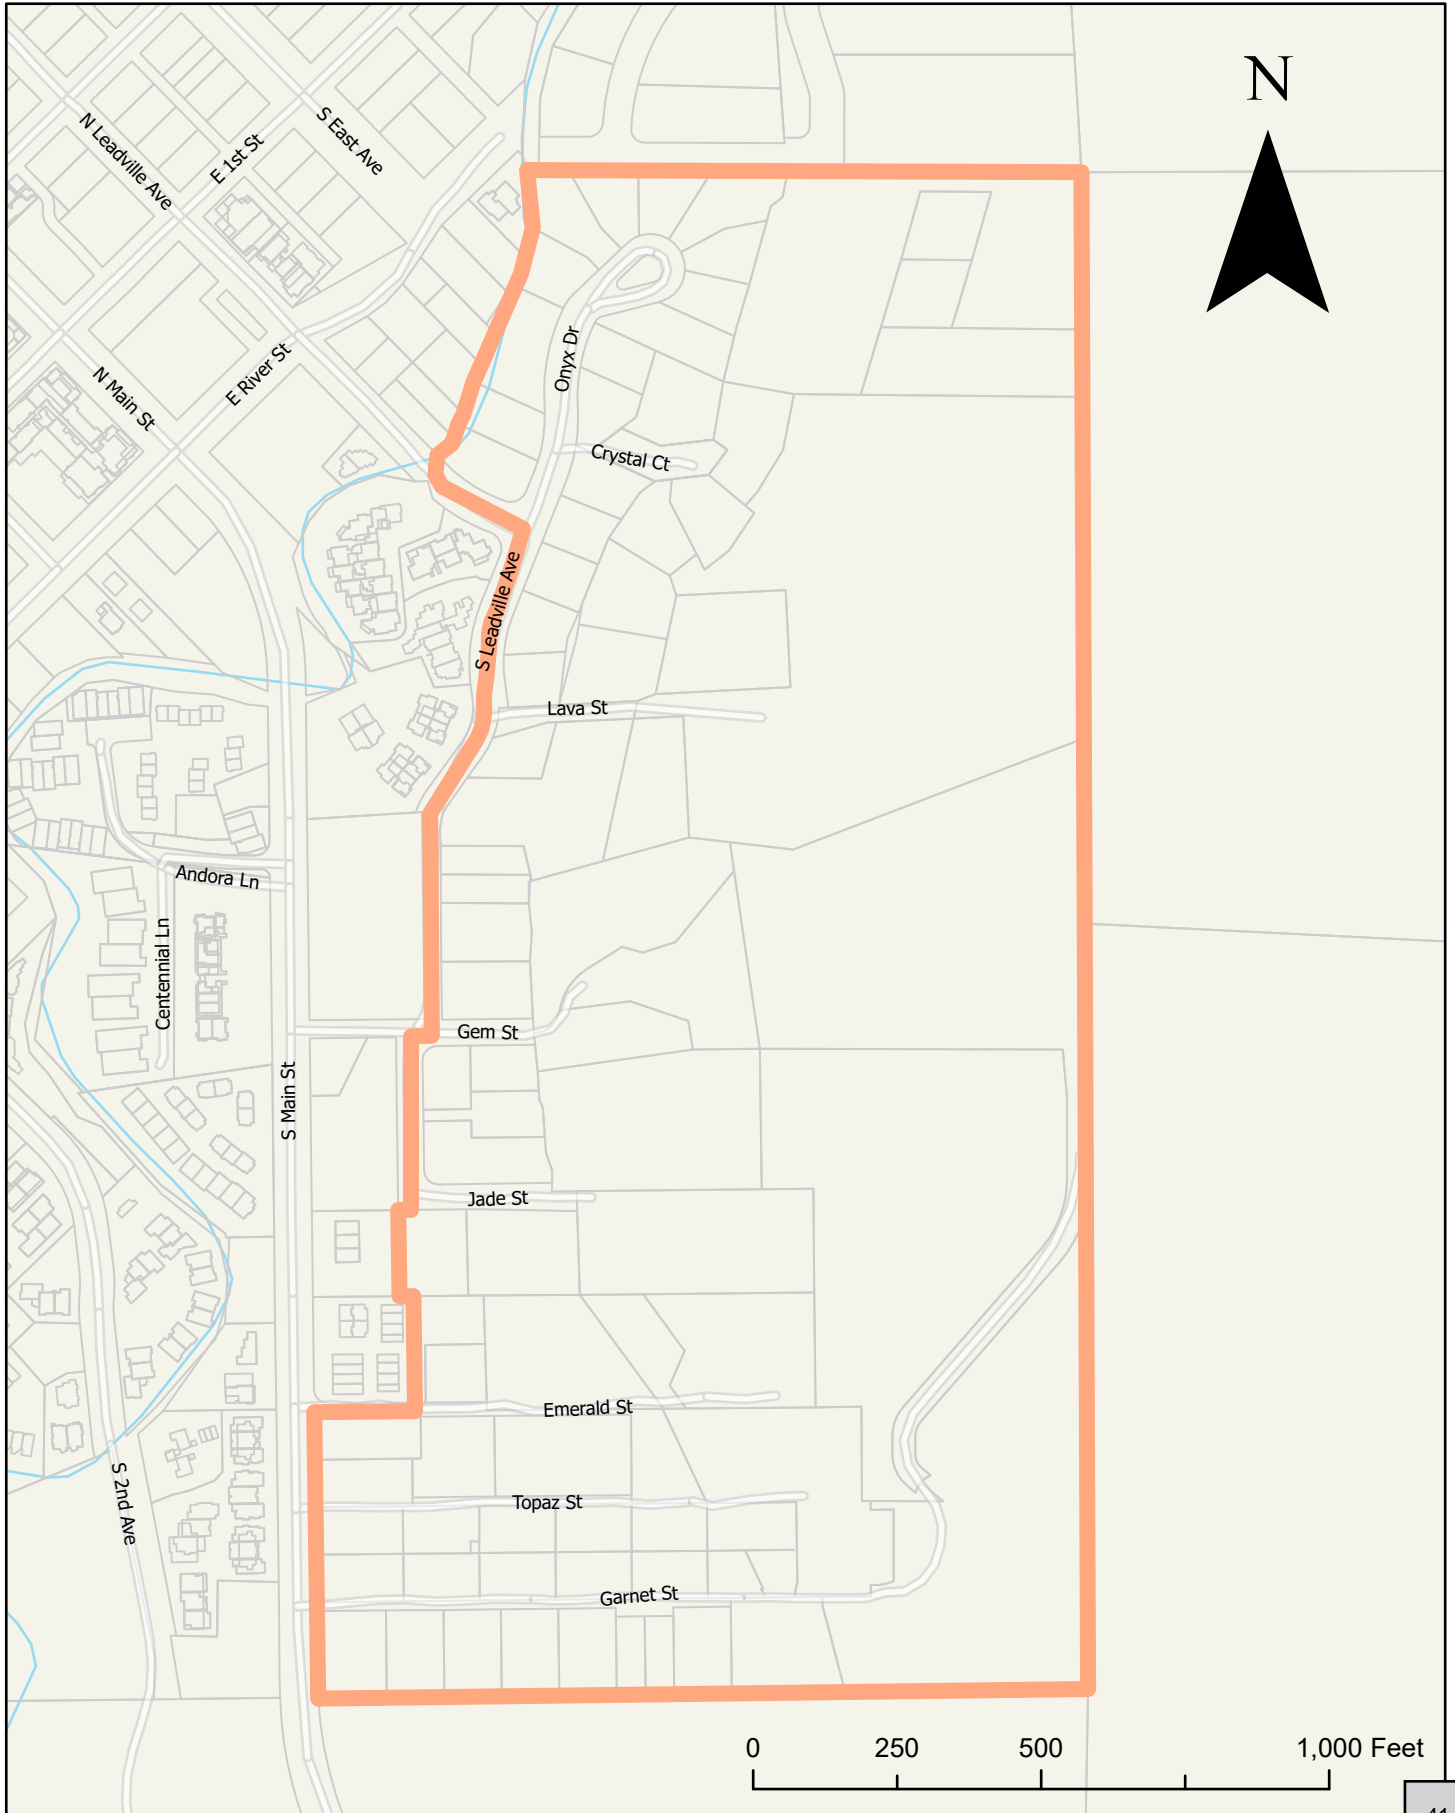 N
N Leadville Ave
E 1st St
S East Ave
N Main St
E River St
Onyx Dr
Crystal Ct
S Leadville Ave
Lava St
Andora Ln
Centennial Ln
Gem St
S Main St
Jade St
Emerald St
S 2nd Ave
Topaz St
Garnet St
0 250 500 1,000 Feet